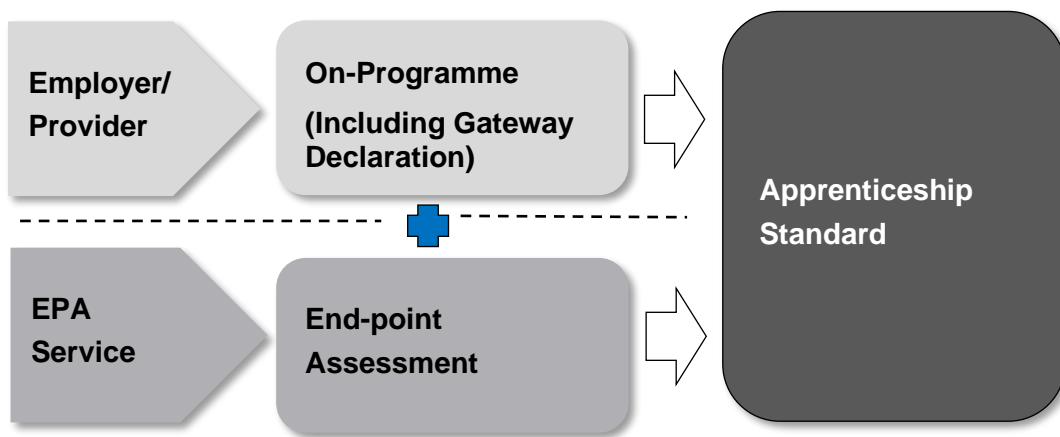 Employer/
Provider
On-Programme
(Including Gateway
Declaration)
EPA
Service
End-point
Assessment
Apprenticeship
Standard